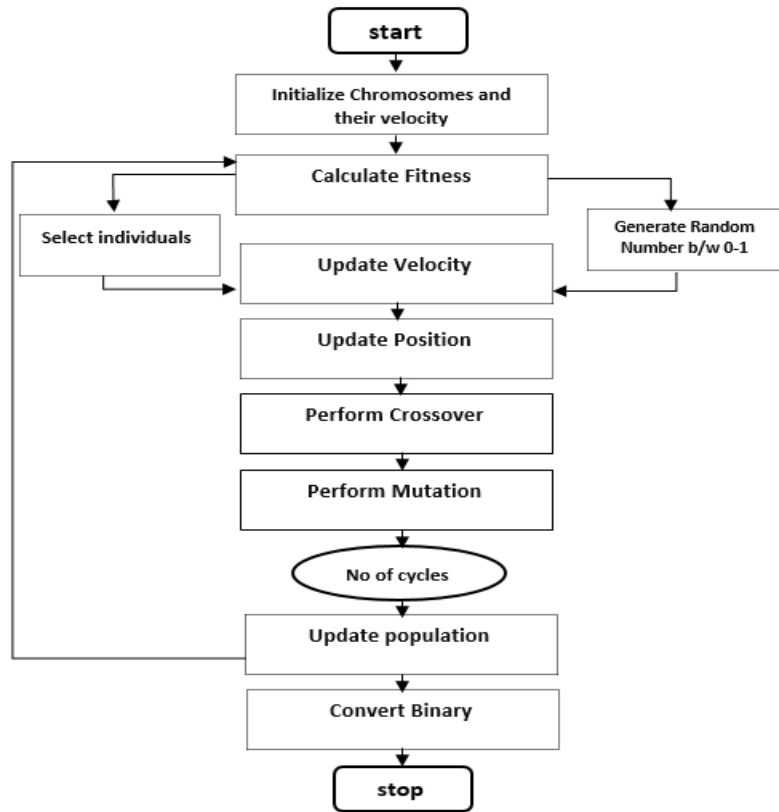 start
Initialize Chromosomes and
their velocity
Calculate Fitness
Select individuals
Generate Random
Number b/w 0-1
Update Velocity
Update Position
Perform Crossover
Perform Mutation
No of cycles
Update population
Convert Binary
stop